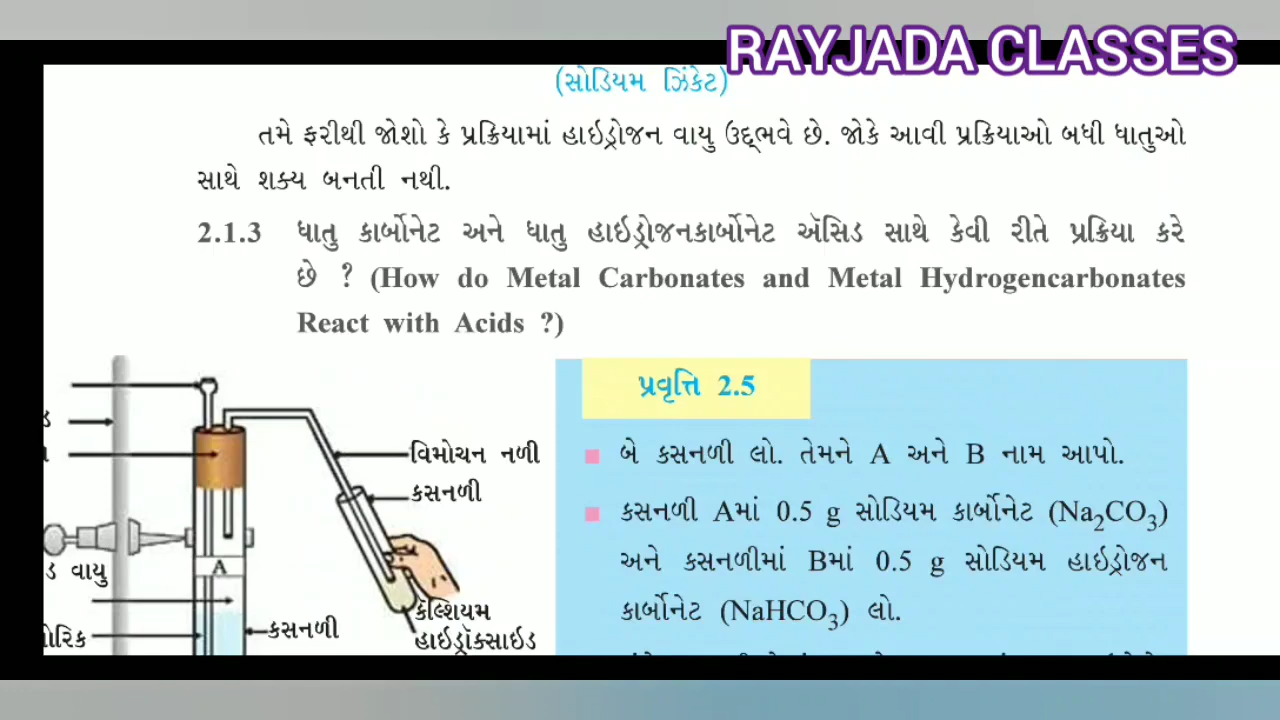 RAYJADA CLASSES
(સોડિયમ ઝિંકેટ)
તમે ફરીથી જોશો કે પ્રક્રિયામાં હાઇડ્રોજન વાયુ ઉદ્ભવે છે. જોકે આવી પ્રક્રિયાઓ બધી ધાતુઓ
સાથે શક્ય બનતી નથી.
2.1.3 ધાતુ કાર્બોનેટ અને ધાતુ હાઇડ્રોજનકાર્બોનેટ ઍસિડ સાથે કેવી રીતે પ્રક્રિયા કરે
છે ? (How do Metal Carbonates and Metal Hydrogencarbonates
React with Acids ?)
વિમોચન નળી
કસનળી
A
ડ વાયુ
કૅલ્શિયમ
હાઇડ્રૉક્સાઇડ
ોરિક
કસનળી
પ્રવૃત્તિ 2.5
બે કસનળી લો. તેમને A અને B નામ આપો.
કસનળી Aમાં 0.5 g સોડિયમ કાર્બોનેટ (Na₂CO₃)
અને કસનળીમાં Bમાં 0.5 g સોડિયમ હાઇડ્રોજન
કાર્બોનેટ (NaHCO₃) લો.